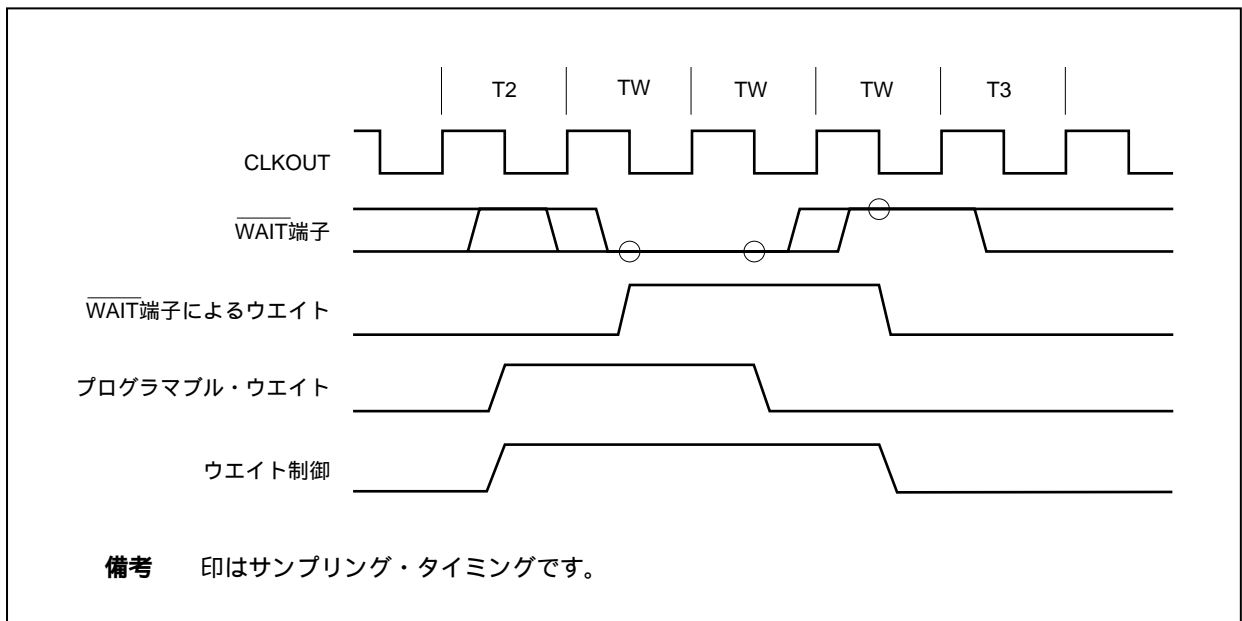 T2 TW TW TW T3
CLKOUT
WAIT端子
WAIT端子によるウエイト
プログラマブル・ウエイト
ウエイト制御
備考 印はサンプリング・タイミングです。